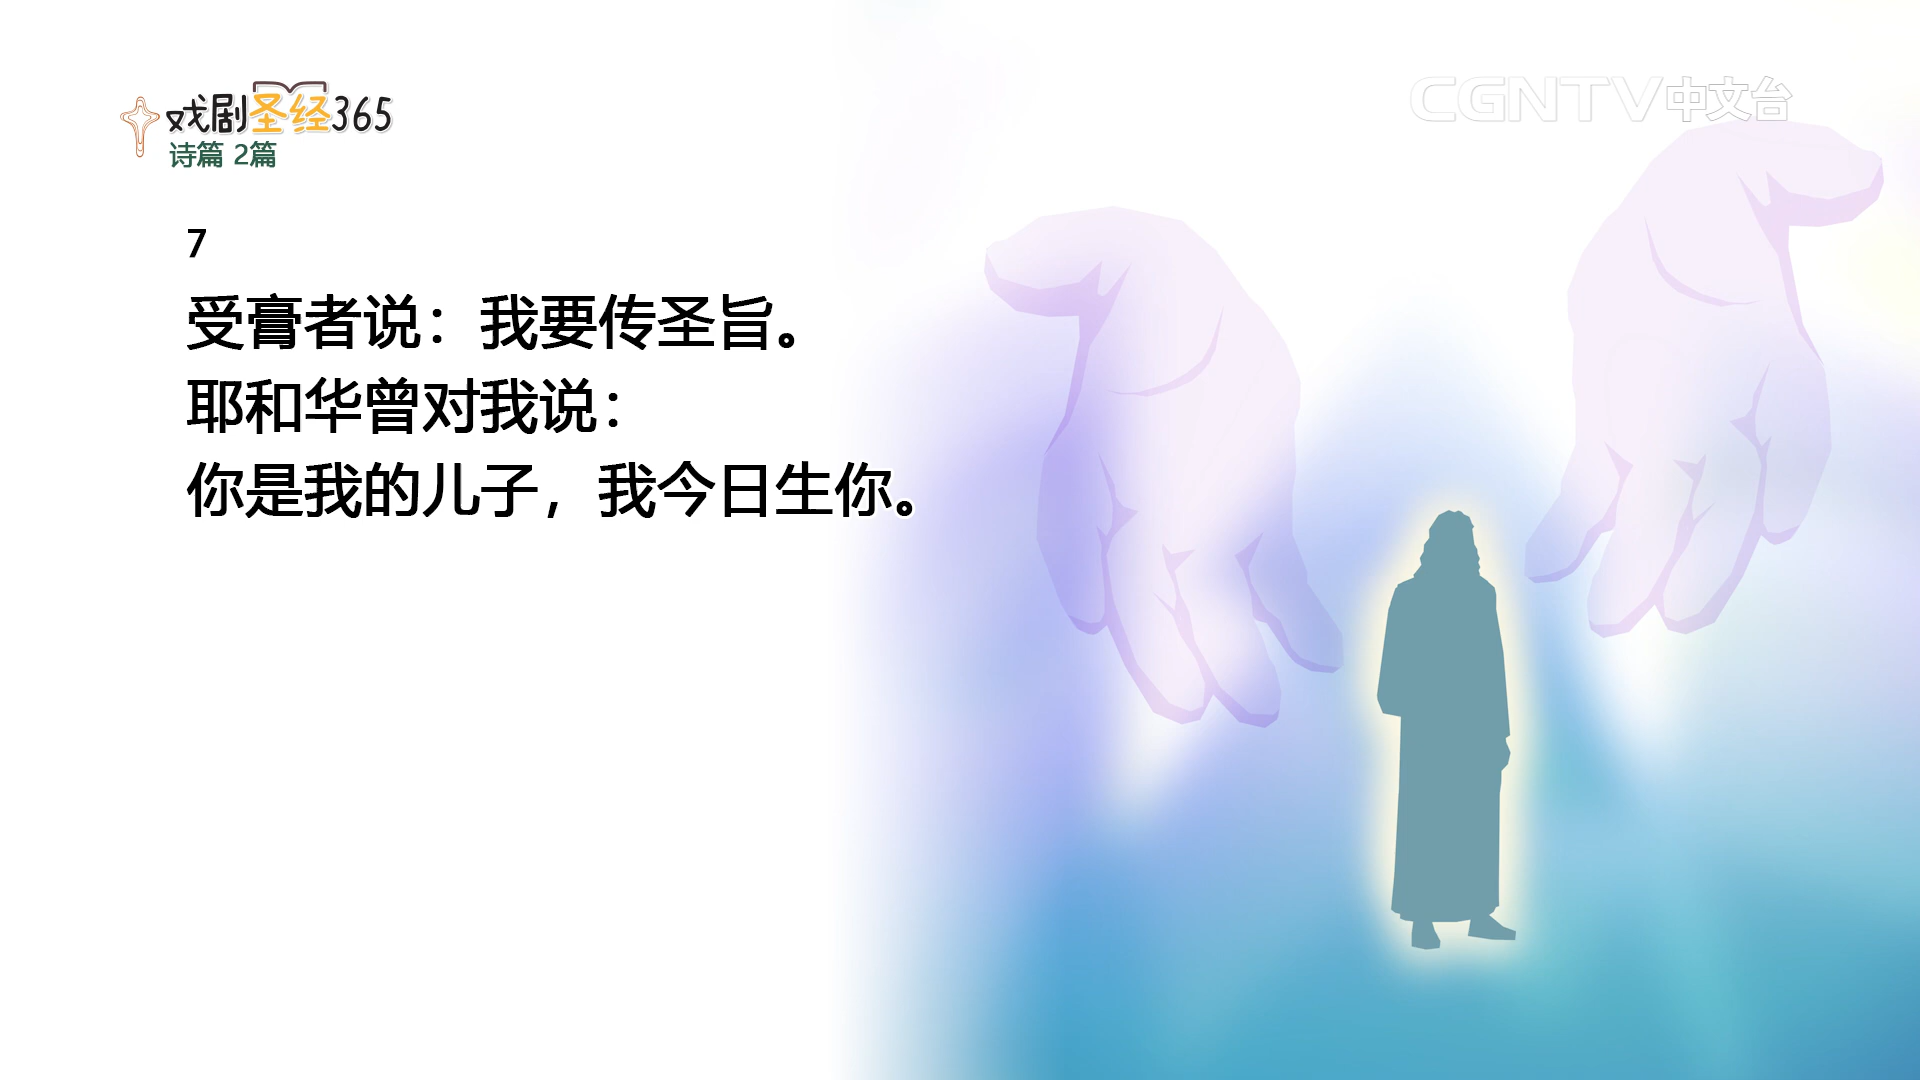 戏剧圣经365
诗篇 2篇
CGNTV中文台
7
受膏者说：我要传圣旨。
耶和华曾对我说：
你是我的儿子，我今日生你。